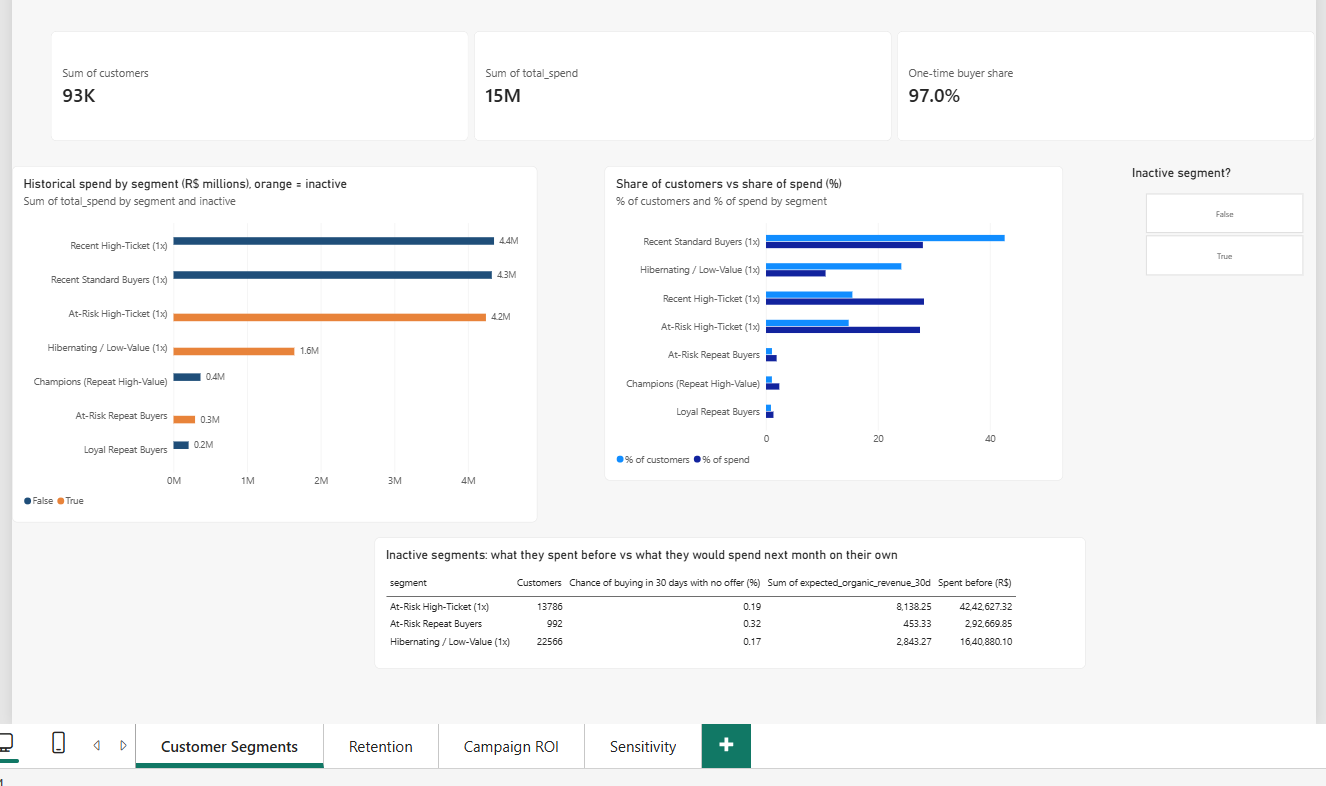 Sum of customers
93K
Sum of total_spend
15M
One-time buyer share
97.0%
Historical spend by segment (R$ millions), orange = inactive
Sum of total_spend by segment and inactive
Recent High-Ticket (1x) 4.4M
Recent Standard Buyers (1x) 4.3M
At-Risk High-Ticket (1x) 4.2M
Hibernating / Low-Value (1x) 1.6M
Champions (Repeat High-Value) 0.4M
At-Risk Repeat Buyers 0.3M
Loyal Repeat Buyers 0.2M
0M 1M 2M 3M 4M
False True
Share of customers vs share of spend (%)
% of customers and % of spend by segment
Recent Standard Buyers (1x)
Hibernating / Low-Value (1x)
Recent High-Ticket (1x)
At-Risk High-Ticket (1x)
At-Risk Repeat Buyers
Champions (Repeat High-Value)
Loyal Repeat Buyers
0 20 40
% of customers % of spend
Inactive segment?
False
True
Inactive segments: what they spent before vs what they would spend next month on their own
segment Customers Chance of buying in 30 days with no offer (%) Sum of expected_organic_revenue_30d Spent before (R$)
At-Risk High-Ticket (1x) 13786 0.19 8,138.25 42,42,627.32
At-Risk Repeat Buyers 992 0.32 453.33 2,92,669.85
Hibernating / Low-Value (1x) 22566 0.17 2,843.27 16,40,880.10
Customer Segments Retention Campaign ROI Sensitivity +